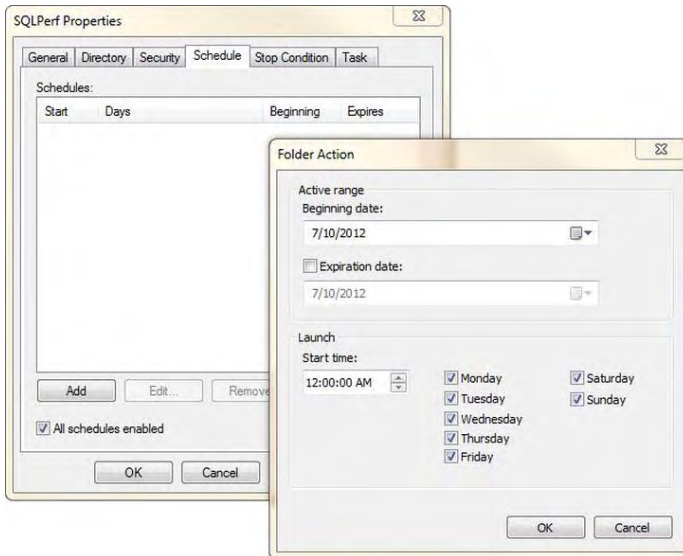 SQLPerf Properties
General Directory Security Schedule Stop Condition Task
Schedules:
Start Days Beginning Expires
Add Edit... Remove
All schedules enabled
OK Cancel
Folder Action
Active range
Beginning date:
7/10/2012
Expiration date:
7/10/2012
Launch
Start time:
12:00:00 AM
Monday
Tuesday
Wednesday
Thursday
Friday
Saturday
Sunday
OK Cancel